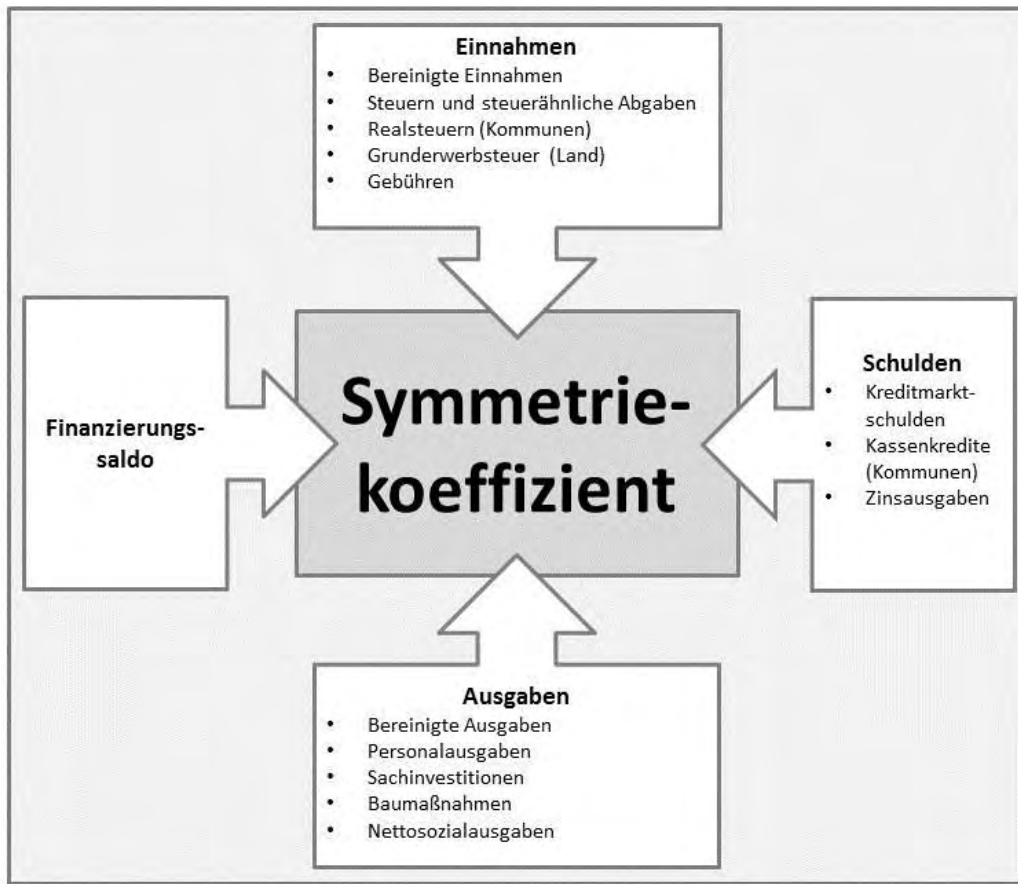 Einnahmen
• Bereinigte Einnahmen
• Steuern und steuerähnliche Abgaben
• Realsteuern (Kommunen)
• Grunderwerbsteuer (Land)
• Gebühren
Finanzierungs-
saldo
Symmetrie-
koeffizient
Schulden
• Kreditmarkt-
schulden
• Kassenkredite
(Kommunen)
• Zinsausgaben
Ausgaben
• Bereinigte Ausgaben
• Personalausgaben
• Sachinvestitionen
• Baumaßnahmen
• Nettosozialausgaben